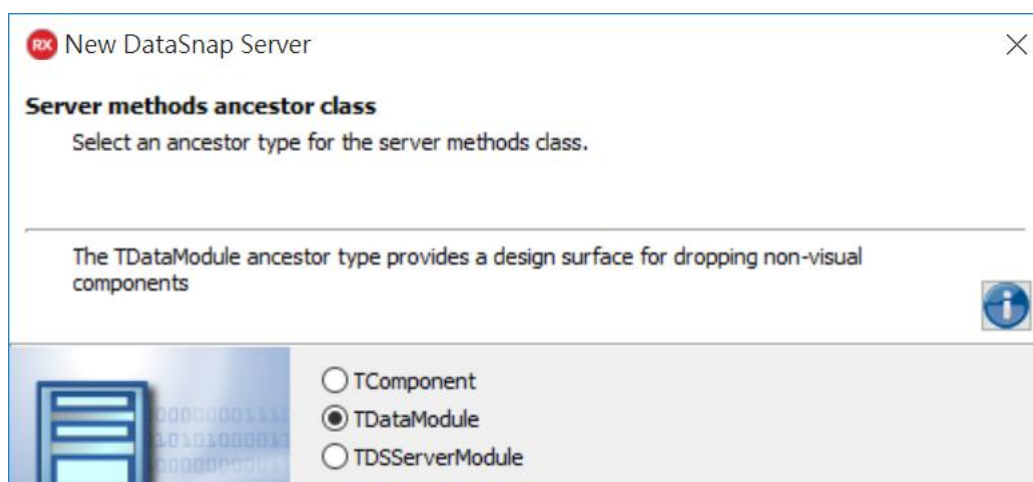 RX New DataSnap Server
Server methods ancestor class
Select an ancestor type for the server methods class.
The TDataModule ancestor type provides a design surface for dropping non-visual
components
TComponent
TDataModule
TDSServerModule